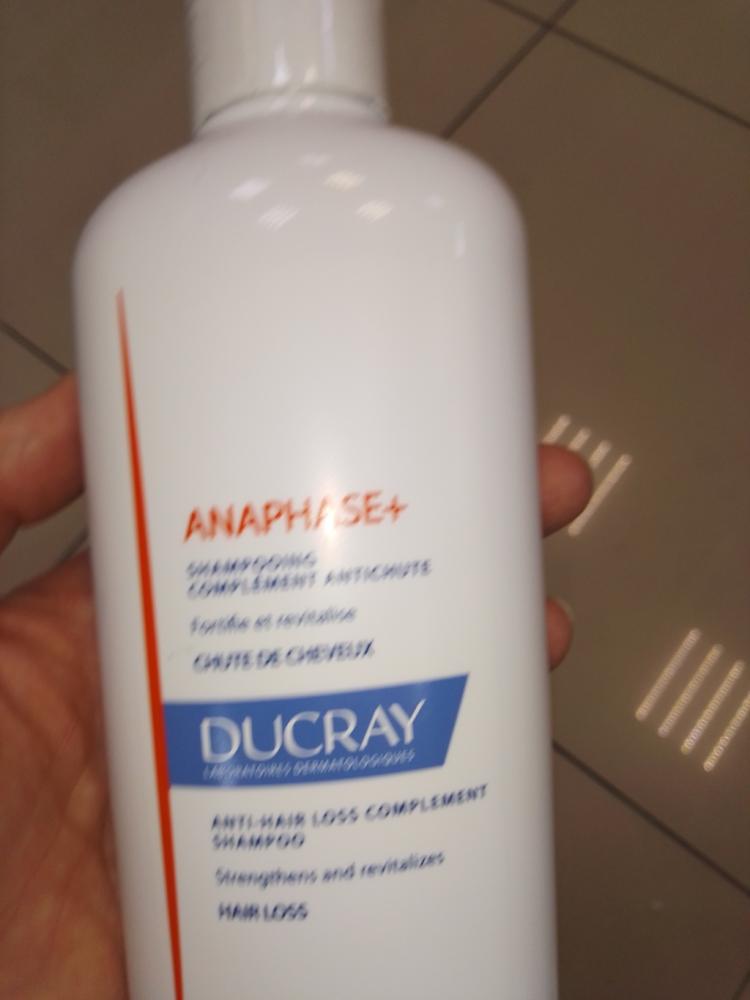 ANAPHASE+
SHAMPOOING
COMPLÉMENT ANTICHUTE
Fortifie et revitalise
CHUTE DE CHEVEUX
DUCRAY
LABORATOIRES DERMATOLOGIQUES
ANTI-HAIR LOSS COMPLEMENT
SHAMPOO
Strengthens and revitalizes
HAIR LOSS